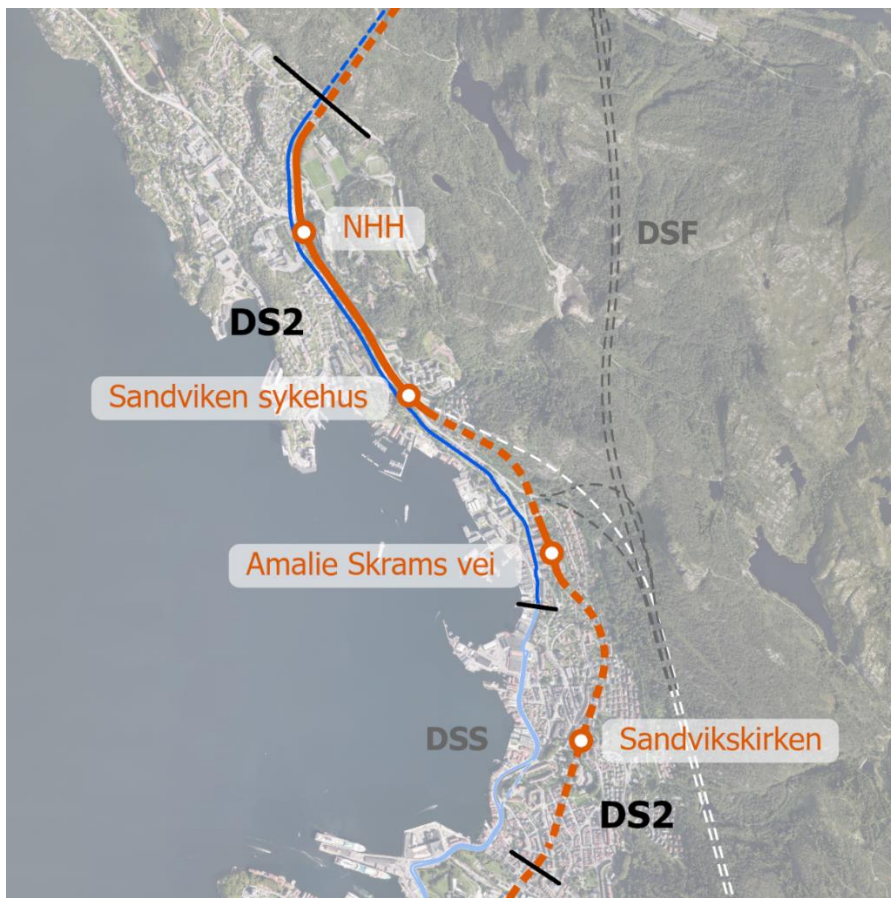 NHH
DSF
DS2
Sandviken sykehus
Amalie Skrams vei
DSS
Sandvikskirken
DS2